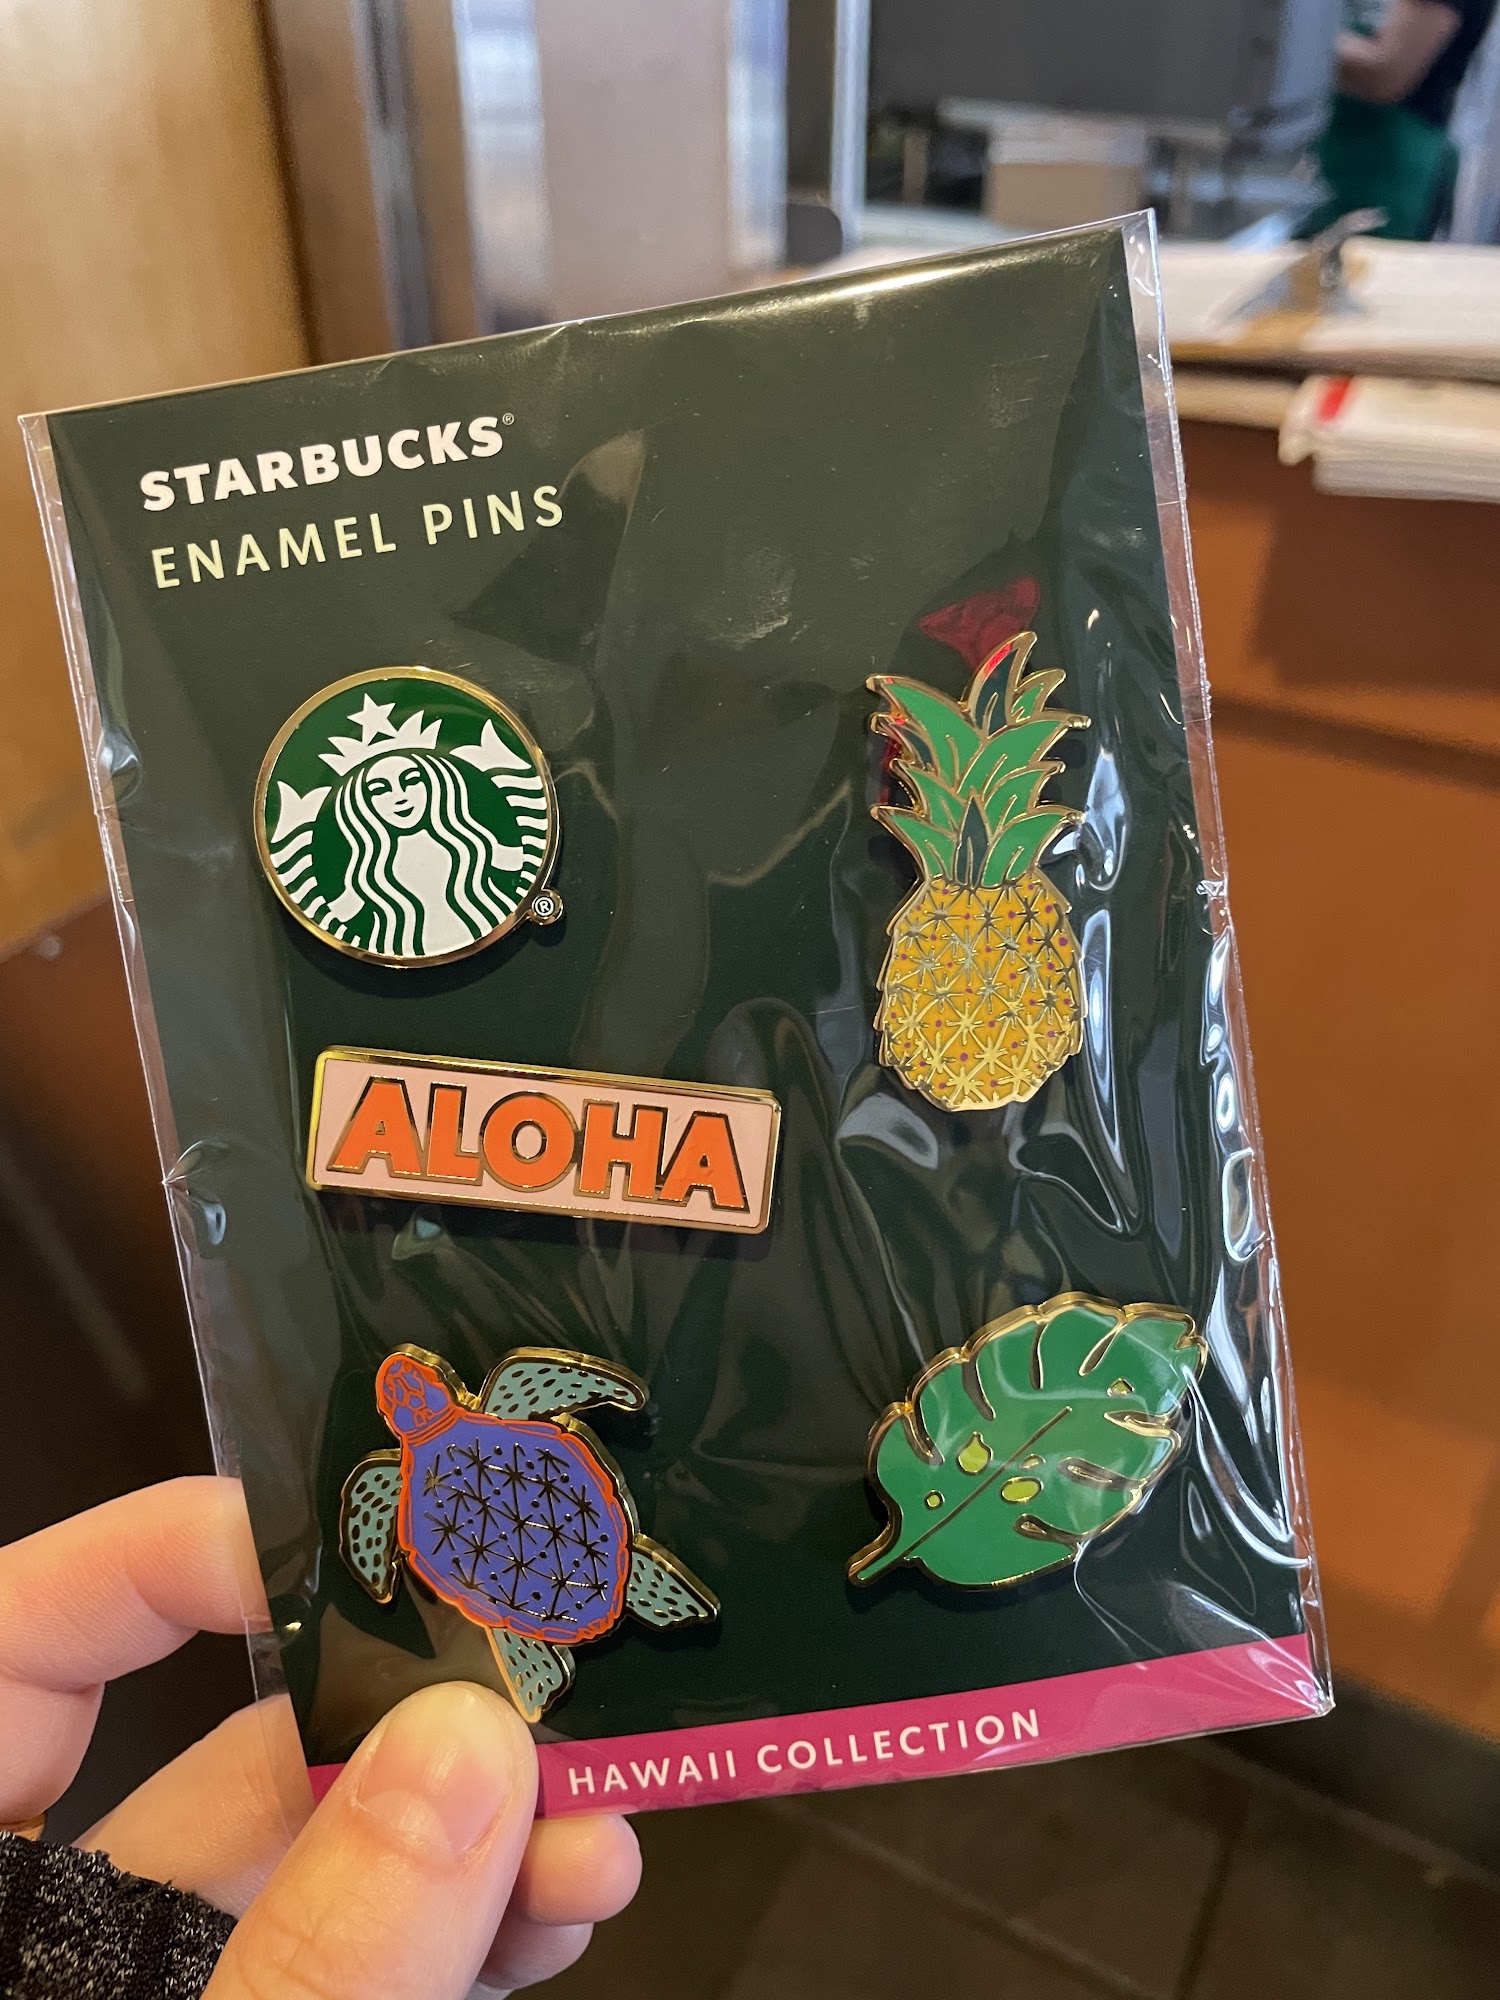 STARBUCKS®
ENAMEL PINS
®
ALOHA
HAWAII COLLECTION